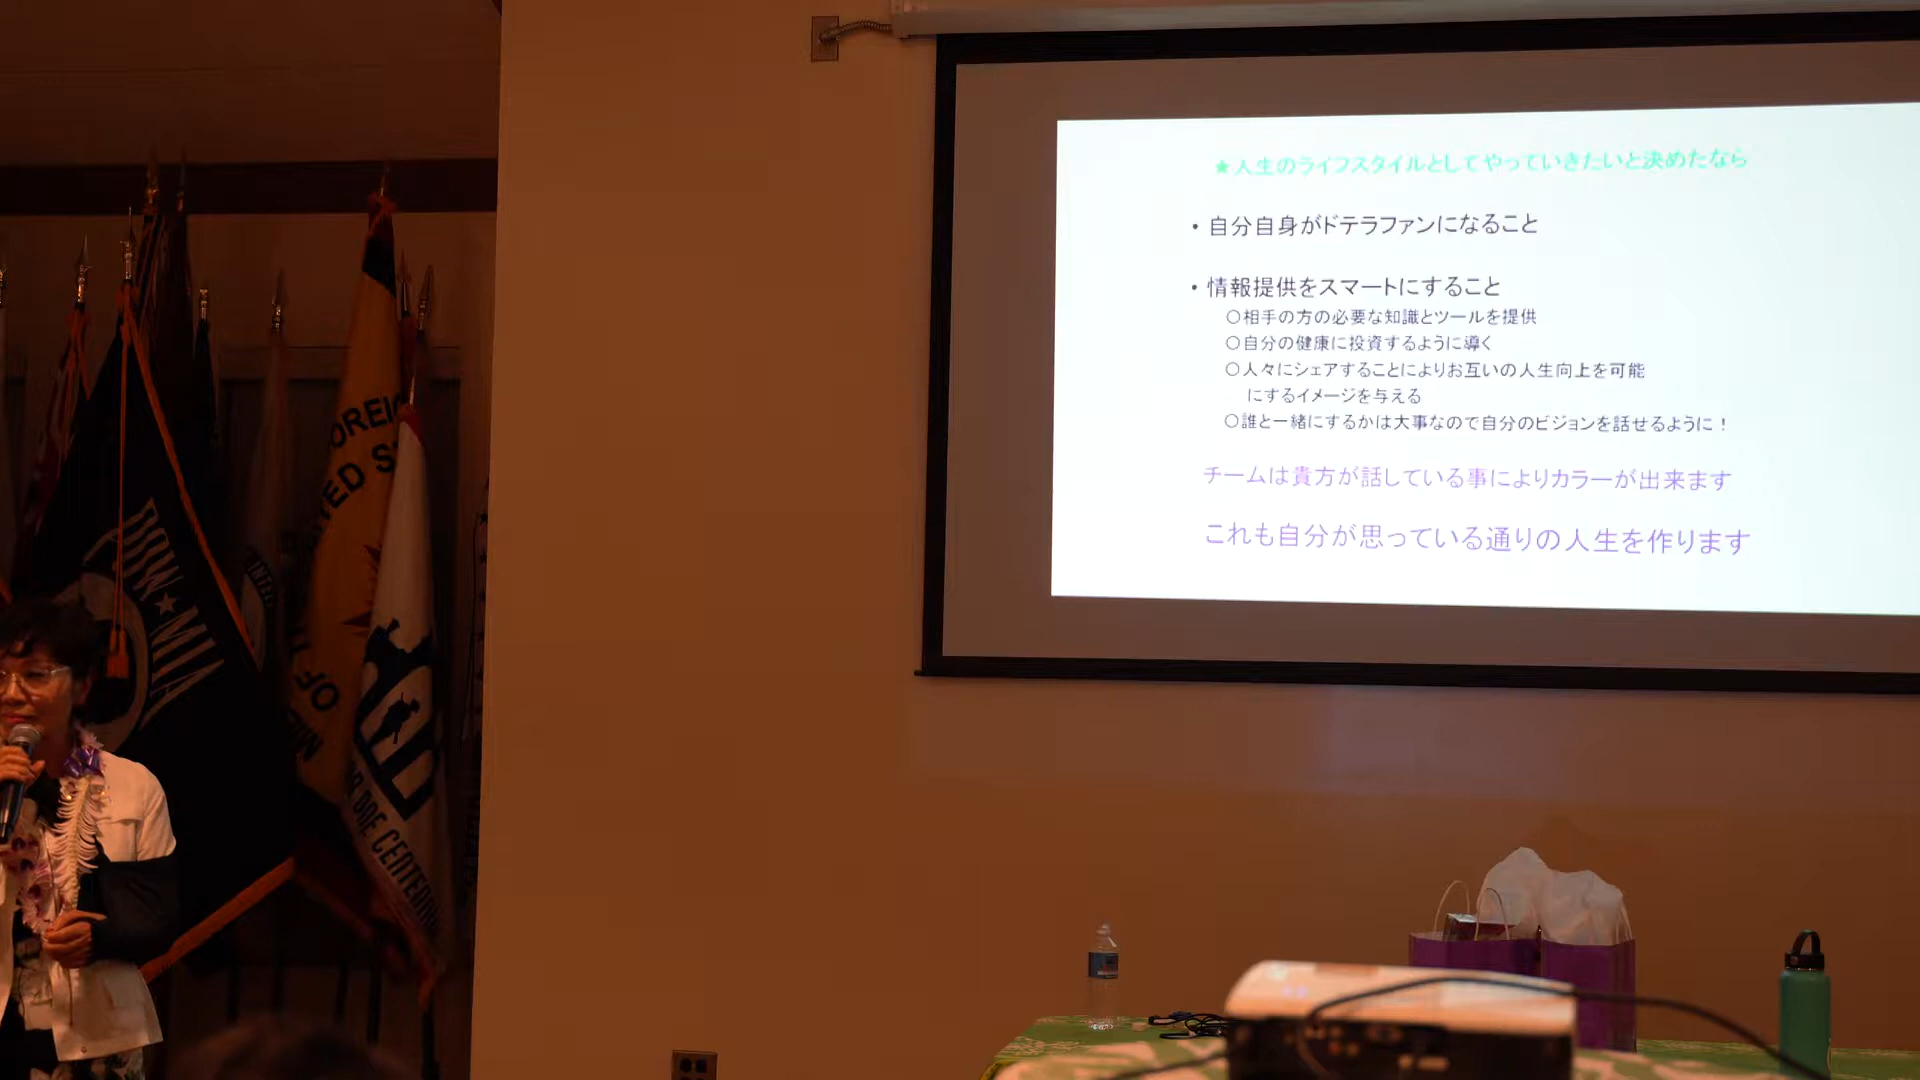 ★人生のライフスタイルとしてやっていきたいと決めたなら
・自分自身がドテラファンになること
・情報提供をスマートにすること
○相手の方の必要な知識とツールを提供
○自分の健康に投資するように導く
○人々にシェアすることによりお互いの人生向上を可能
にするイメージを与える
○誰と一緒にするかは大事なので自分のビジョンを話せるように！
チームは貴方が話している事によりカラーが出来ます
これも自分が思っている通りの人生を作ります
POW★MIA
OF